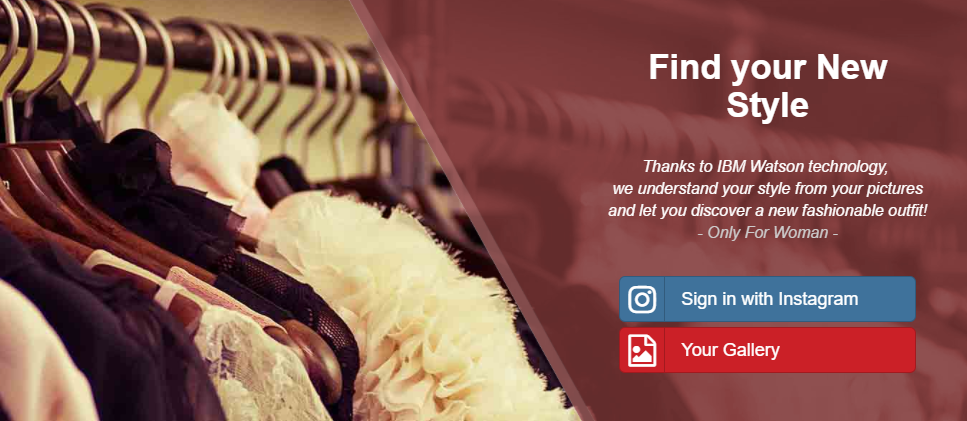 Find your New
Style
Thanks to IBM Watson technology,
we understand your style from your pictures
and let you discover a new fashionable outfit!
- Only For Woman -
Sign in with Instagram
Your Gallery